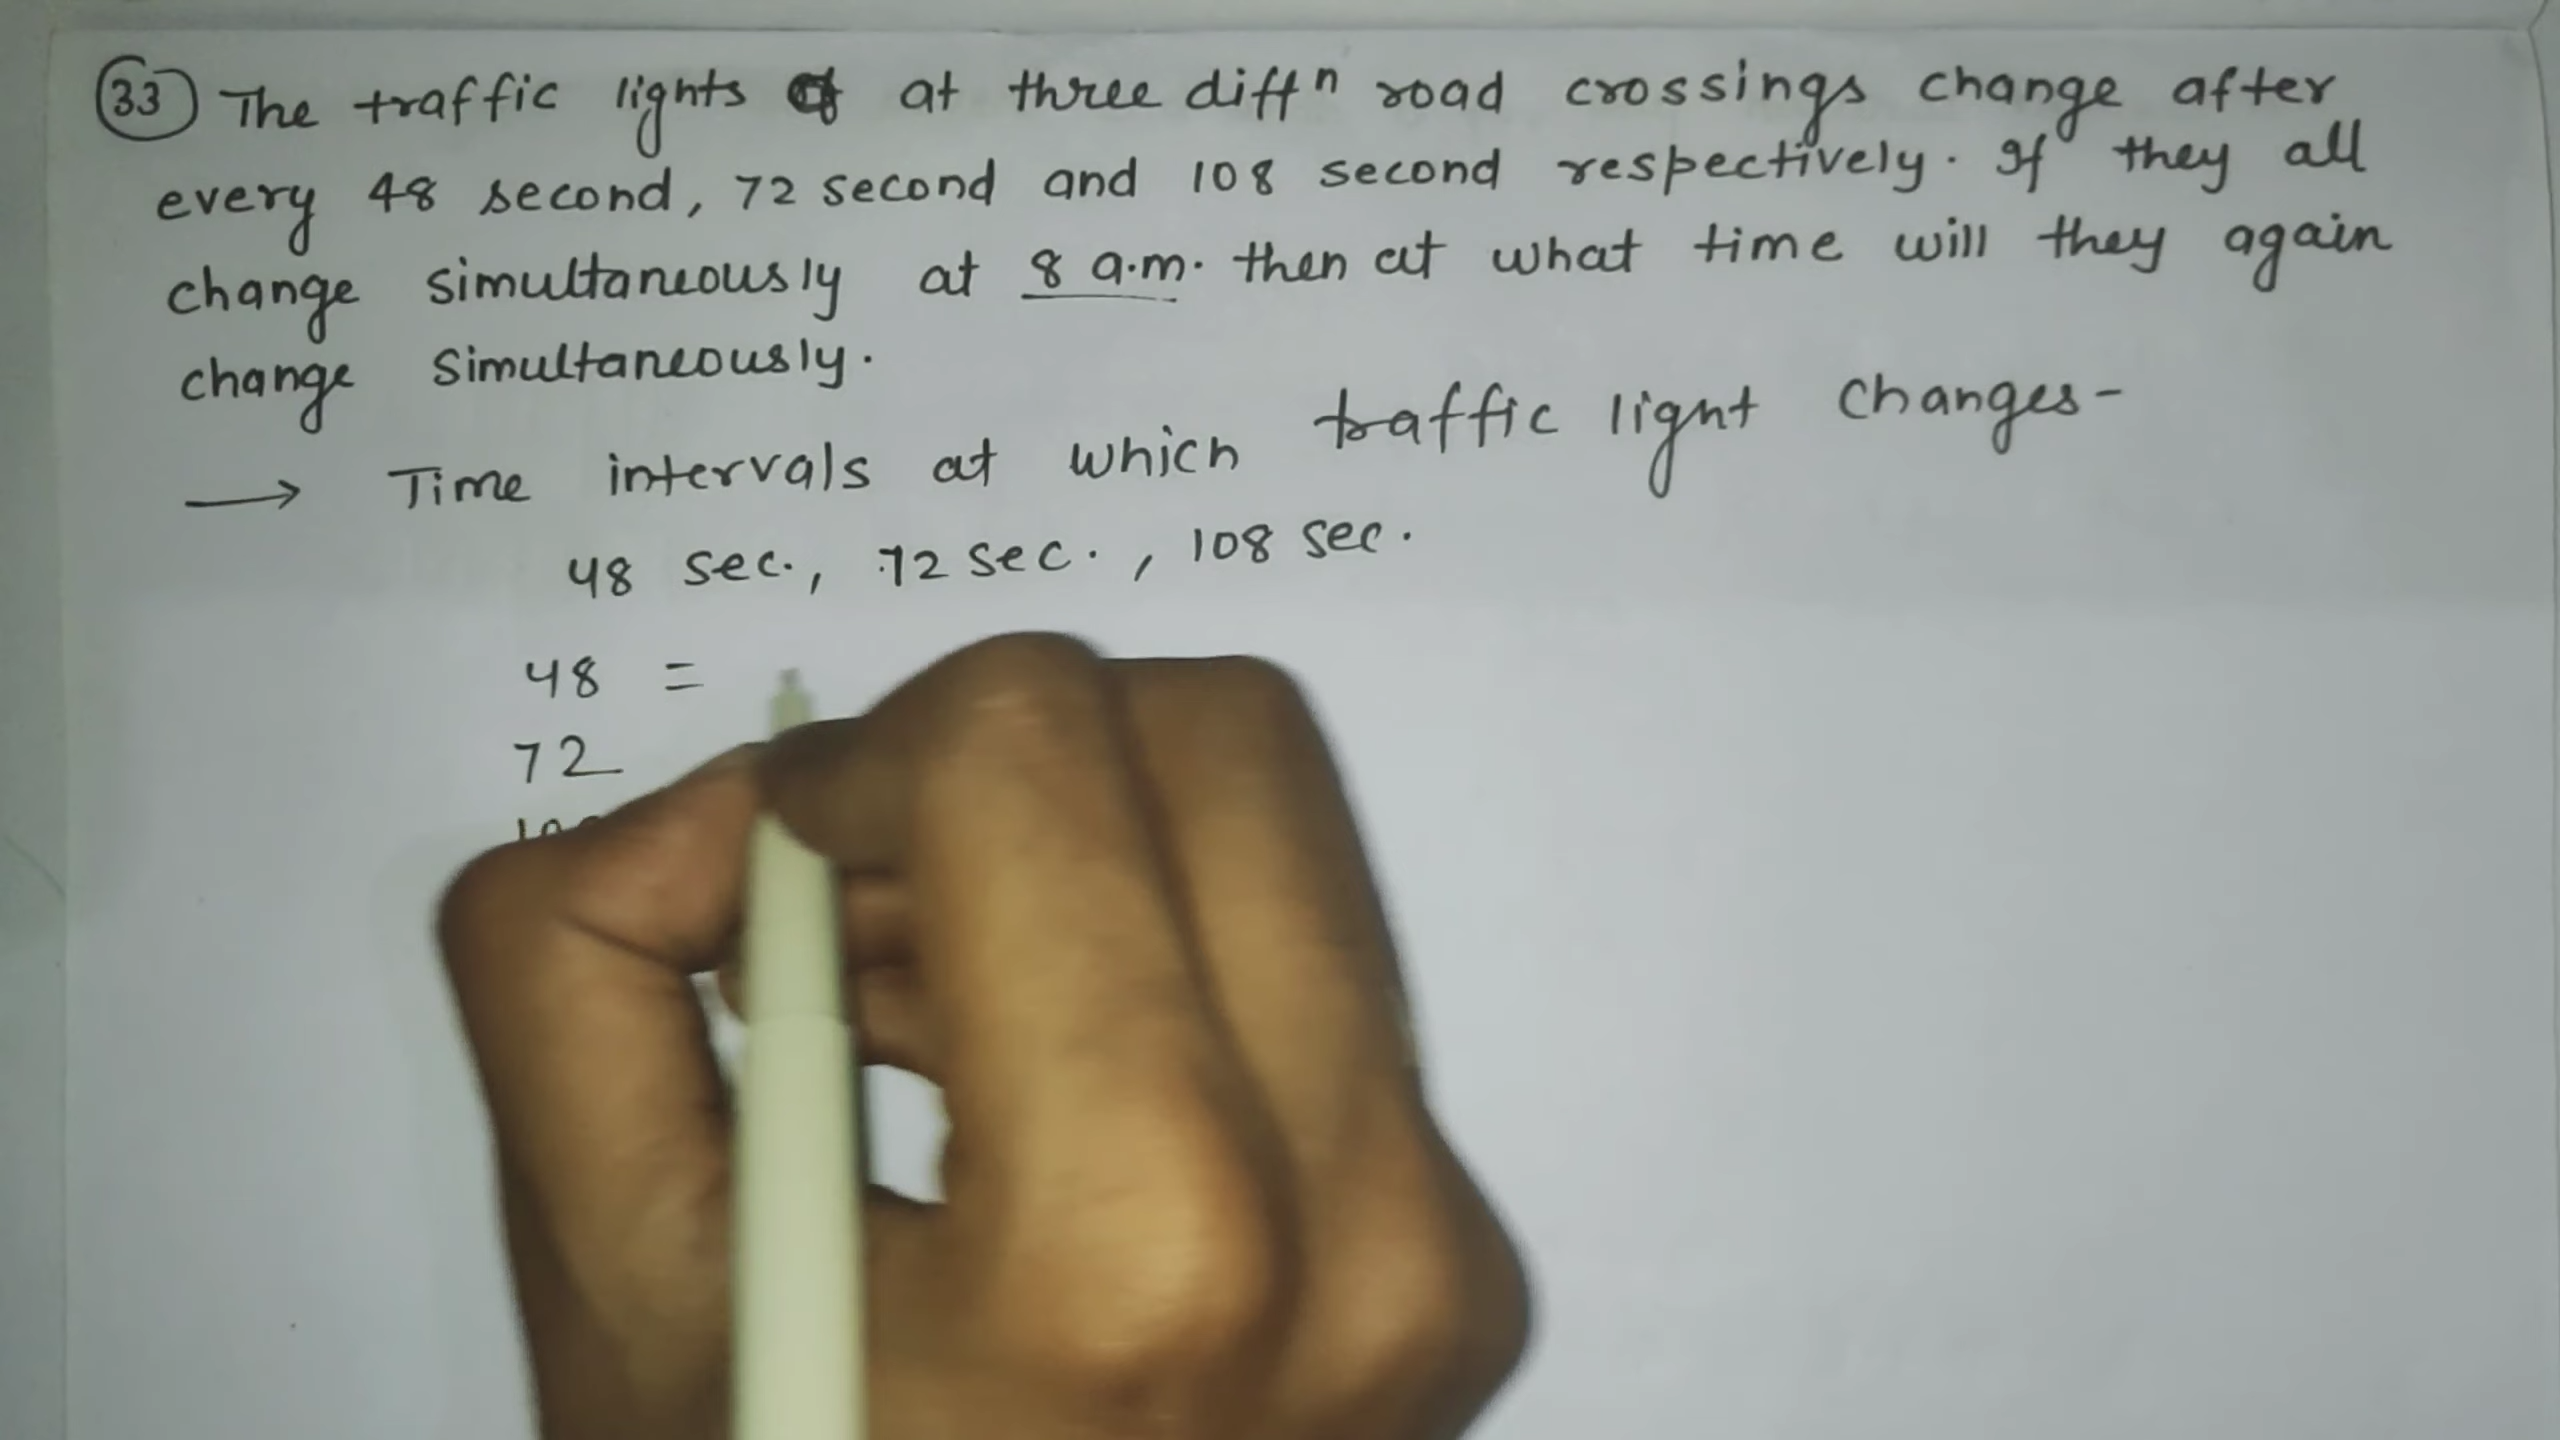 33 The traffic lights at three diffn road crossings change after
every 48 second, 72 second and 108 second respectively. If they all
change simultaneously at 8 a.m. then at what time will they again
change simultaneously.
→ Time intervals at which traffic light changes-
48 sec., 72 sec., 108 sec.
48 =
72